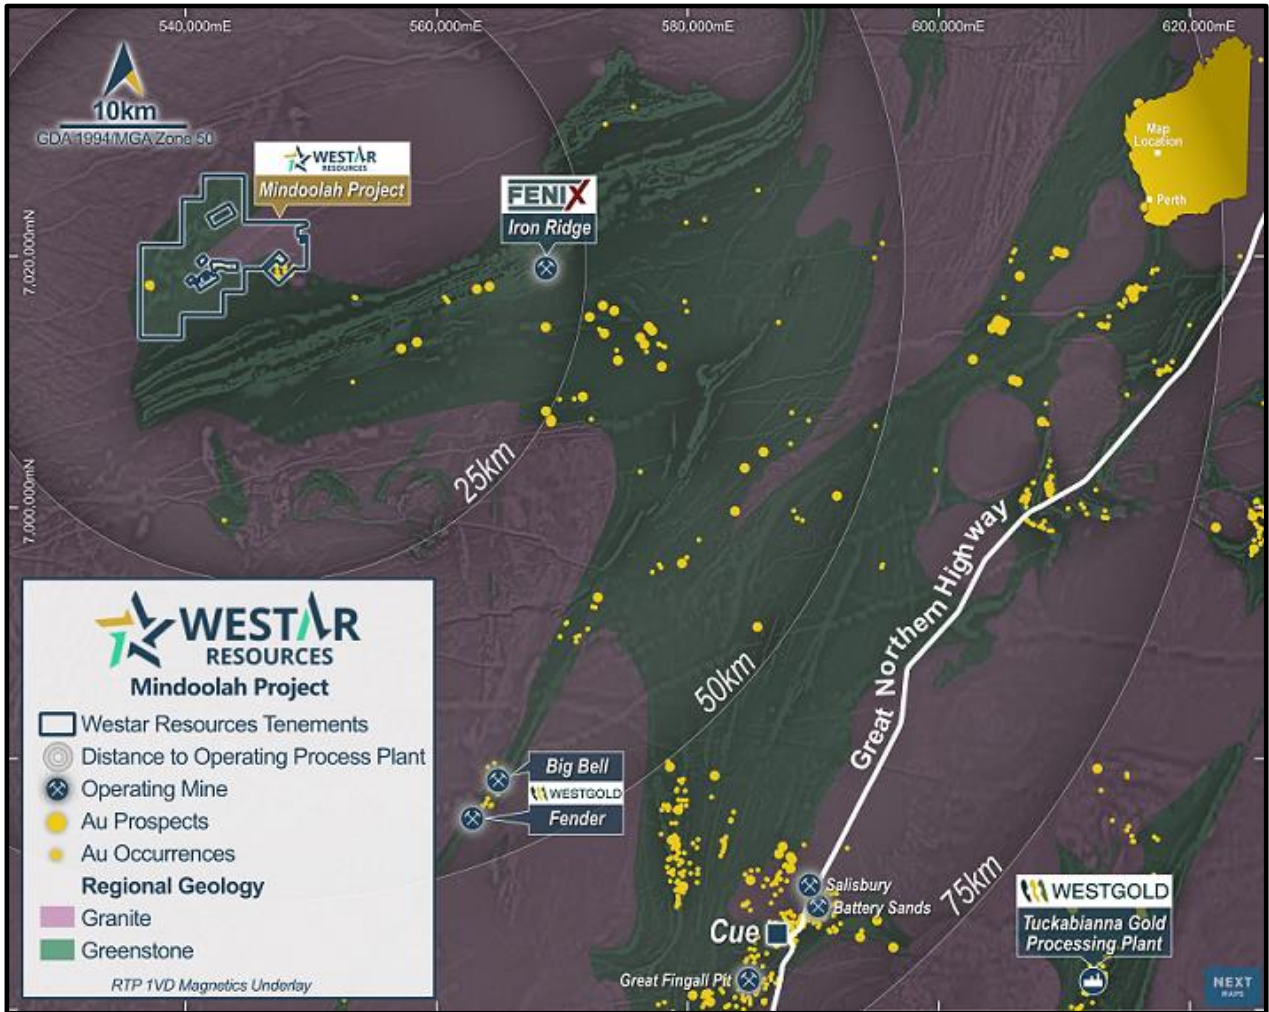 540,000mE
560,000mE
580,000mE
600,000mE
620,000mE
10km
GDA 1994/MGA Zone 50
WESTAR
RESOURCES
Mindoolah Project
FENIX
Iron Ridge
Map
Location
Perth
7,020,000mN
7,000,000mN
25km
50km
75km
Great Northern Highway
WESTAR
RESOURCES
Mindoolah Project
Westar Resources Tenements
Distance to Operating Process Plant
Operating Mine
Au Prospects
Au Occurrences
Regional Geology
Granite
Greenstone
RTP 1VD Magnetics Underlay
Big Bell
WESTGOLD
Fender
Salisbury
Battery Sands
Cue
Great Fingall Pit
WESTGOLD
Tuckabianna Gold
Processing Plant
NEXT
MAPS